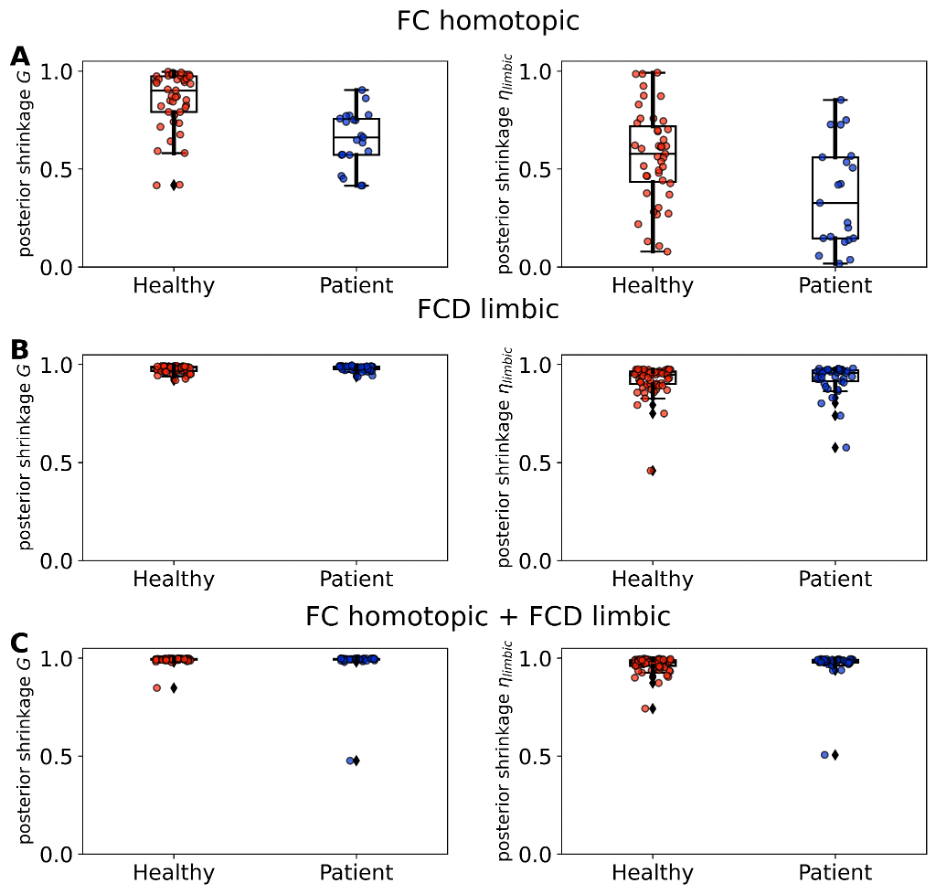 FC homotopic
A
posterior shrinkage G
1.0
0.5
0.0
Healthy
Patient
posterior shrinkage η_limbic
1.0
0.5
0.0
Healthy
Patient
FCD limbic
B
posterior shrinkage G
1.0
0.5
0.0
Healthy
Patient
posterior shrinkage η_limbic
1.0
0.5
0.0
Healthy
Patient
FC homotopic + FCD limbic
C
posterior shrinkage G
1.0
0.5
0.0
Healthy
Patient
posterior shrinkage η_limbic
1.0
0.5
0.0
Healthy
Patient